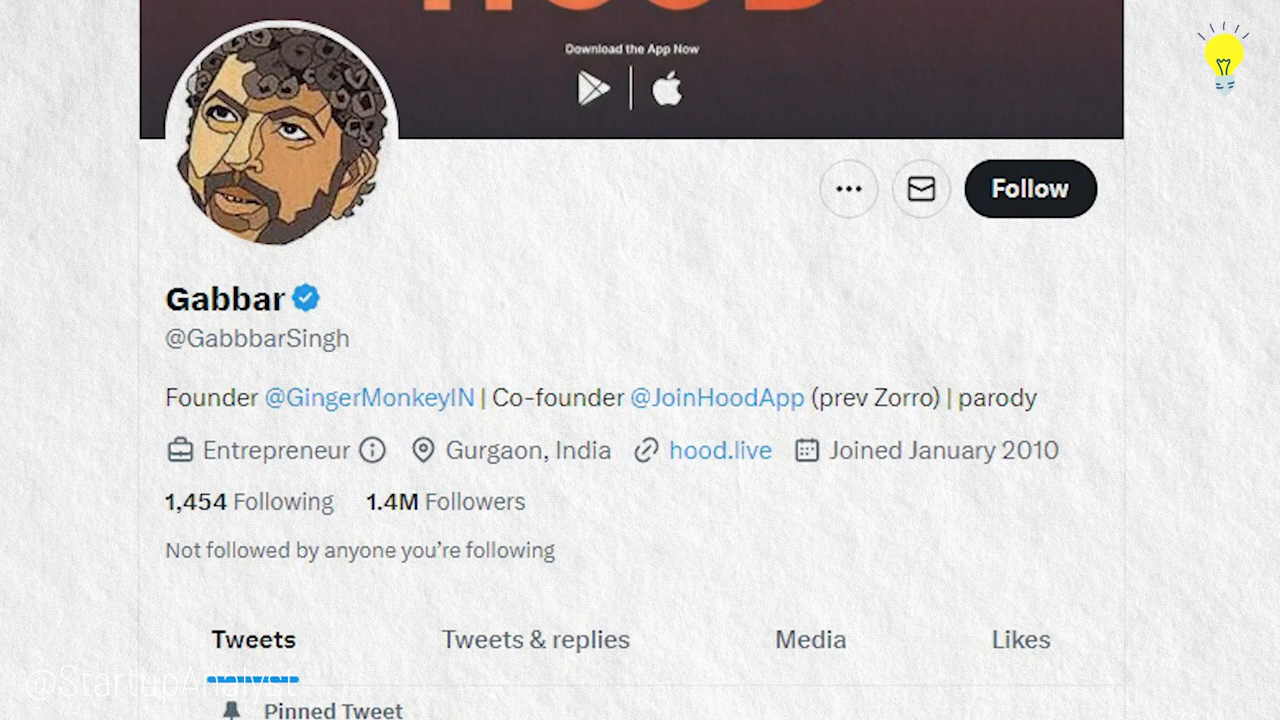 HOOD
Download the App Now
Follow
Gabbar
@GabbbarSingh
Founder @GingerMonkeyIN | Co-founder @JoinHoodApp (prev Zorro) | parody
Entrepreneur Gurgaon, India hood.live Joined January 2010
1,454 Following 1.4M Followers
Not followed by anyone you’re following
Tweets Tweets & replies Media Likes
@StartupAnalyst
Pinned Tweet